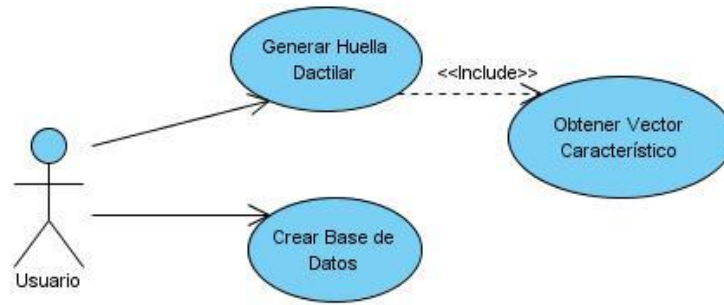 Generar Huella
Dactilar
<<Include>>
Obtener Vector
Característico
Crear Base de
Datos
Usuario